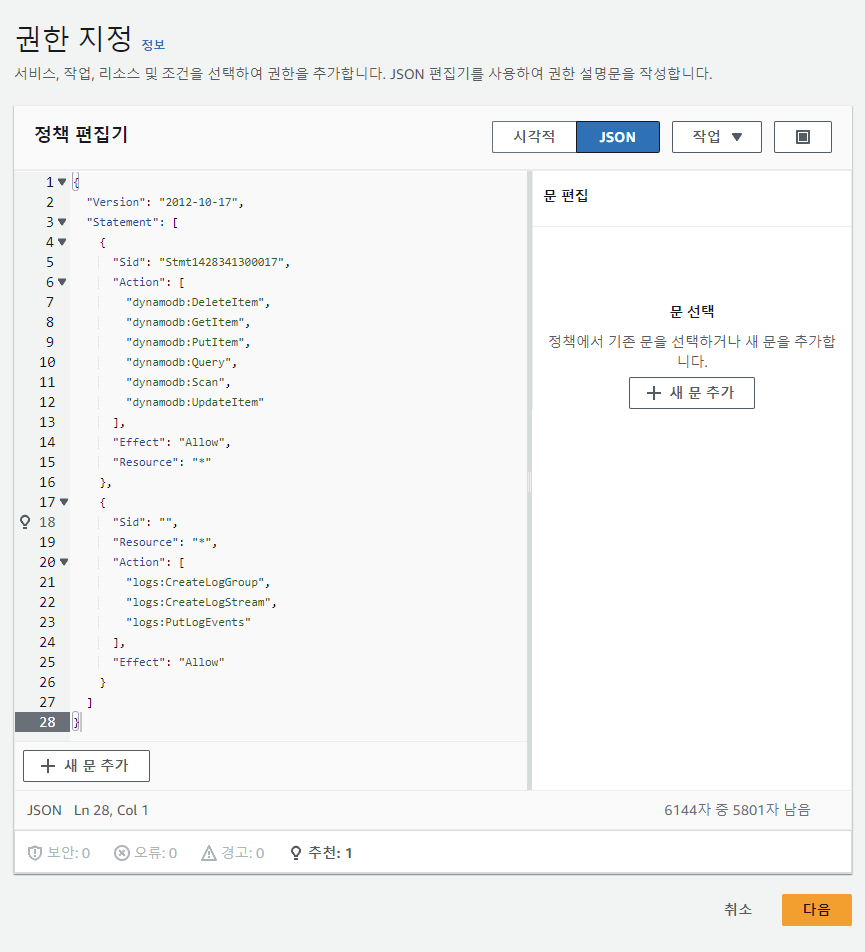 권한 지정 정보
서비스, 작업, 리소스 및 조건을 선택하여 권한을 추가합니다. JSON 편집기를 사용하여 권한 설명문을 작성합니다.
정책 편집기
시각적 JSON 작업
1 {
2 "Version": "2012-10-17",
3 "Statement": [
4 {
5 "Sid": "Stmt1428341300017",
6 "Action": [
7 "dynamodb:DeleteItem",
8 "dynamodb:GetItem",
9 "dynamodb:PutItem",
10 "dynamodb:Query",
11 "dynamodb:Scan",
12 "dynamodb:UpdateItem"
13 ],
14 "Effect": "Allow",
15 "Resource": "*"
16 },
17 {
18 "Sid": "",
19 "Resource": "*",
20 "Action": [
21 "logs:CreateLogGroup",
22 "logs:CreateLogStream",
23 "logs:PutLogEvents"
24 ],
25 "Effect": "Allow"
26 }
27 ]
28 }
+ 새 문 추가
문 편집
문 선택
정책에서 기존 문을 선택하거나 새 문을 추가합
니다.
+ 새 문 추가
JSON Ln 28, Col 1
6144자 중 5801자 남음
보안: 0 오류: 0 경고: 0 추천: 1
취소 다음